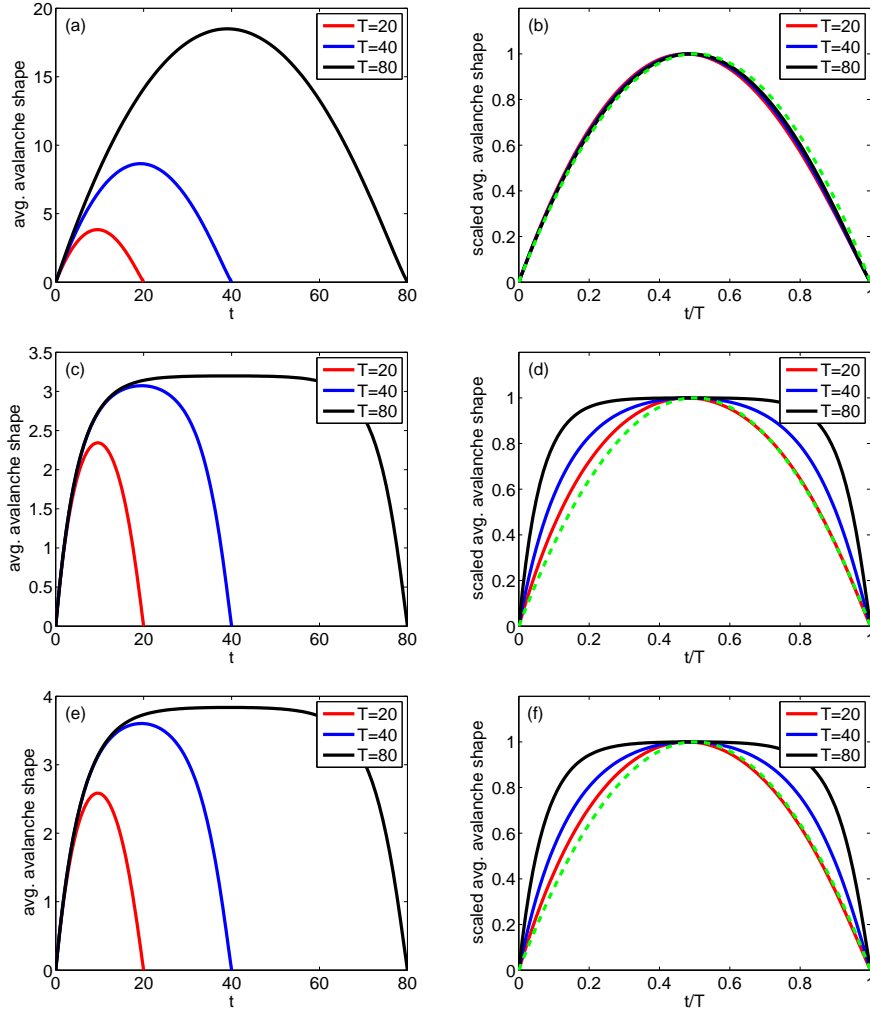 (a)
T=20
T=40
T=80
avg. avalanche shape
20
15
10
5
0
0 20 40 60 80
t
(b)
T=20
T=40
T=80
scaled avg. avalanche shape
1
0.8
0.6
0.4
0.2
0
0 0.2 0.4 0.6 0.8 1
t/T
(c)
T=20
T=40
T=80
avg. avalanche shape
3.5
3
2.5
2
1.5
1
0.5
0
0 20 40 60 80
t
(d)
T=20
T=40
T=80
scaled avg. avalanche shape
1
0.8
0.6
0.4
0.2
0
0 0.2 0.4 0.6 0.8 1
t/T
(e)
T=20
T=40
T=80
avg. avalanche shape
4
3
2
1
0
0 20 40 60 80
t
(f)
T=20
T=40
T=80
scaled avg. avalanche shape
1
0.8
0.6
0.4
0.2
0
0 0.2 0.4 0.6 0.8 1
t/T